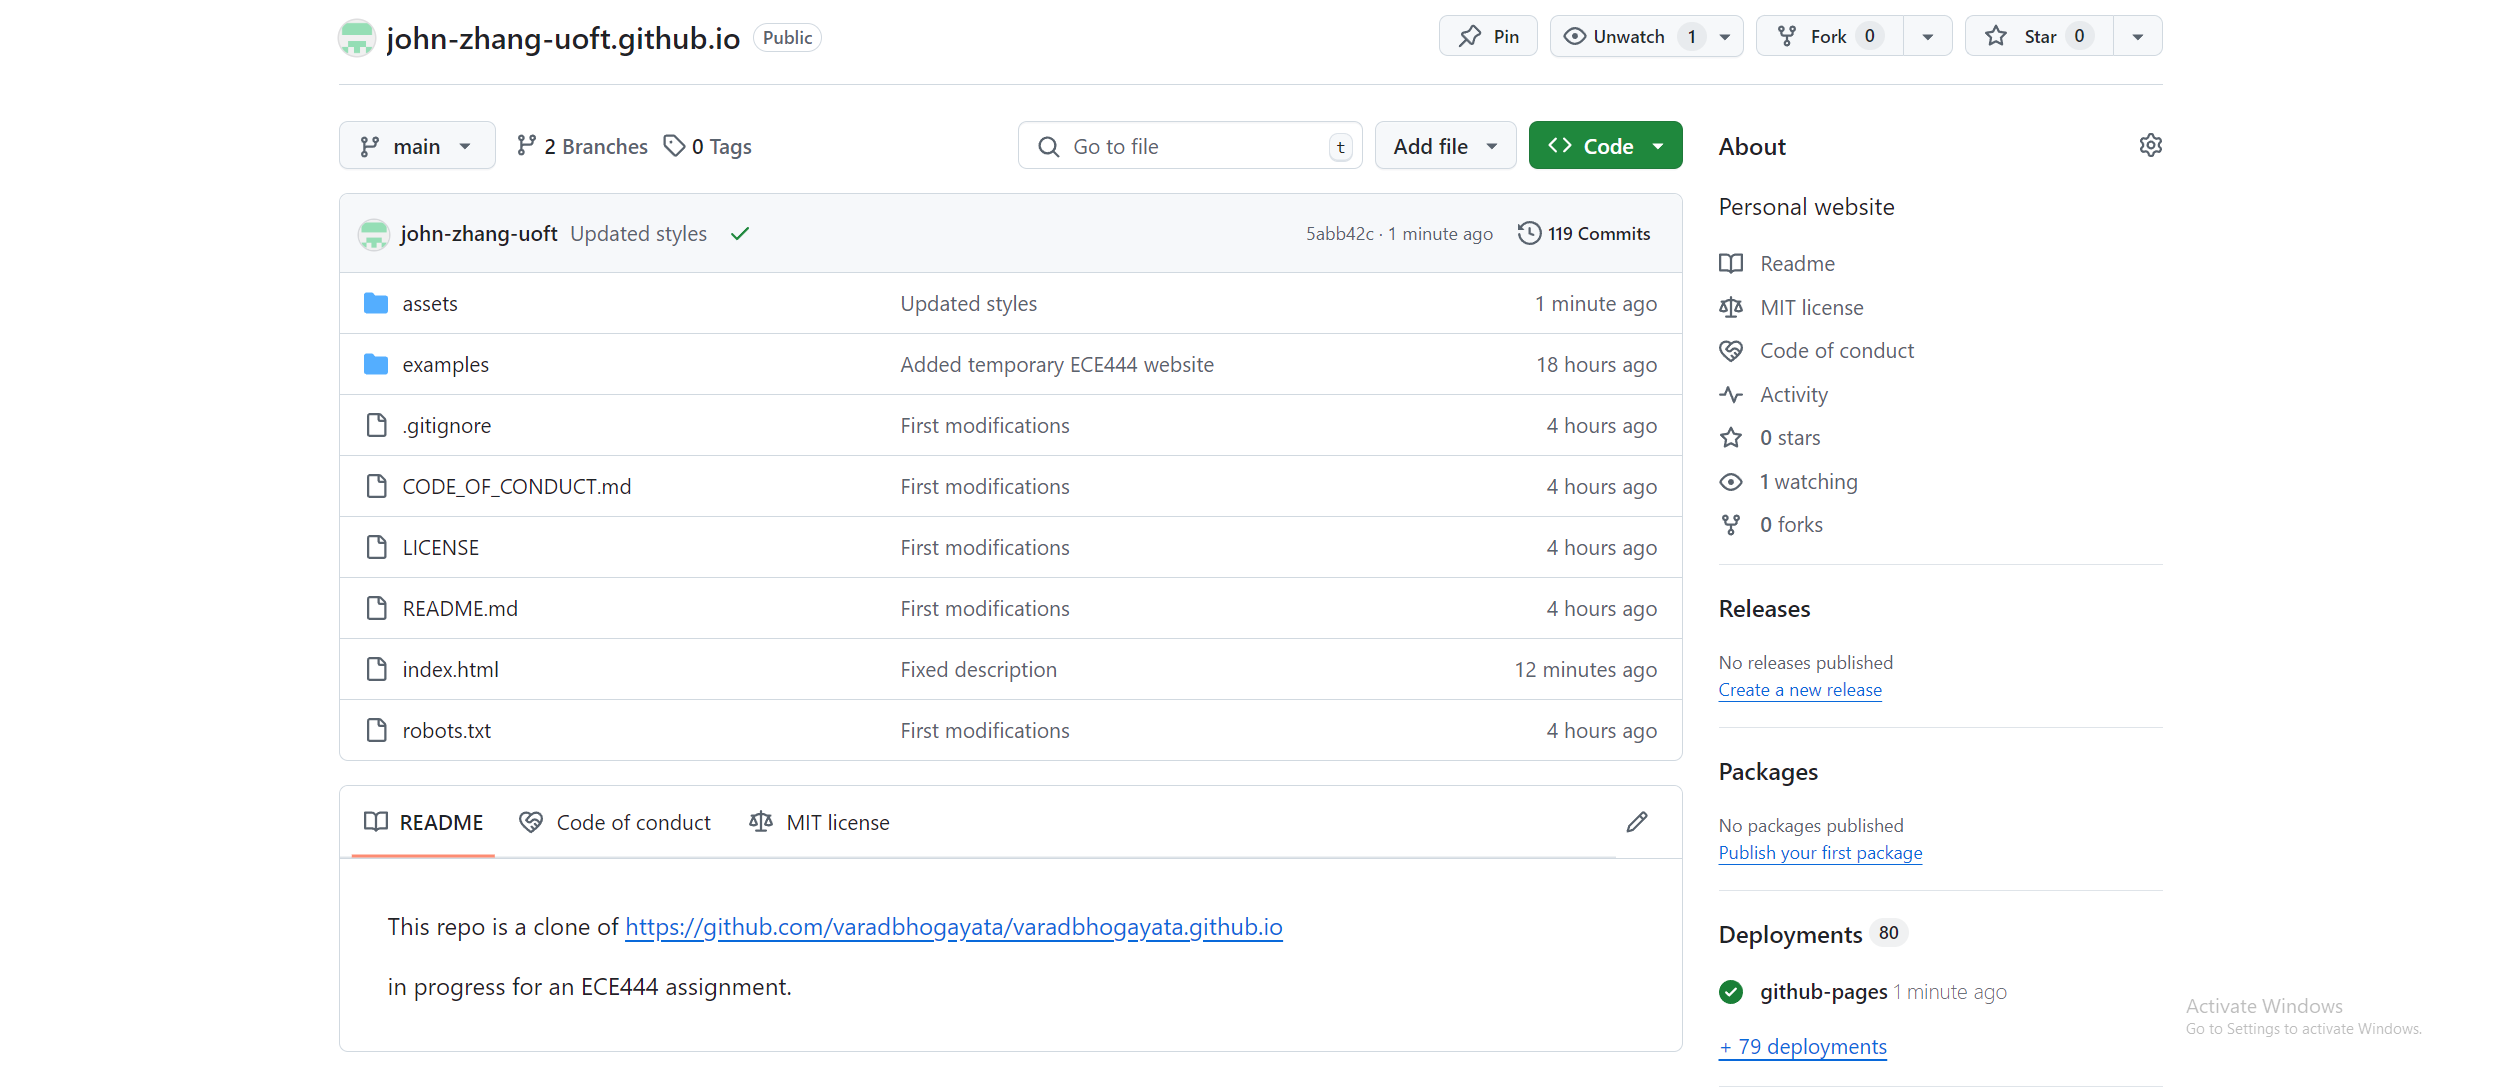 john-zhang-uoft.github.io Public Pin Unwatch 1 Fork 0 Star 0
main 2 Branches 0 Tags Go to file t Add file Code
john-zhang-uoft Updated styles 5abb42c · 1 minute ago 119 Commits
assets Updated styles 1 minute ago
examples Added temporary ECE444 website 18 hours ago
.gitignore First modifications 4 hours ago
CODE_OF_CONDUCT.md First modifications 4 hours ago
LICENSE First modifications 4 hours ago
README.md First modifications 4 hours ago
index.html Fixed description 12 minutes ago
robots.txt First modifications 4 hours ago
README Code of conduct MIT license
This repo is a clone of https://github.com/varadbhogayata/varadbhogayata.github.io
in progress for an ECE444 assignment.
About
Personal website
Readme
MIT license
Code of conduct
Activity
0 stars
1 watching
0 forks
Releases
No releases published
Create a new release
Packages
No packages published
Publish your first package
Deployments 80
github-pages 1 minute ago
+ 79 deployments
Activate Windows
Go to Settings to activate Windows.